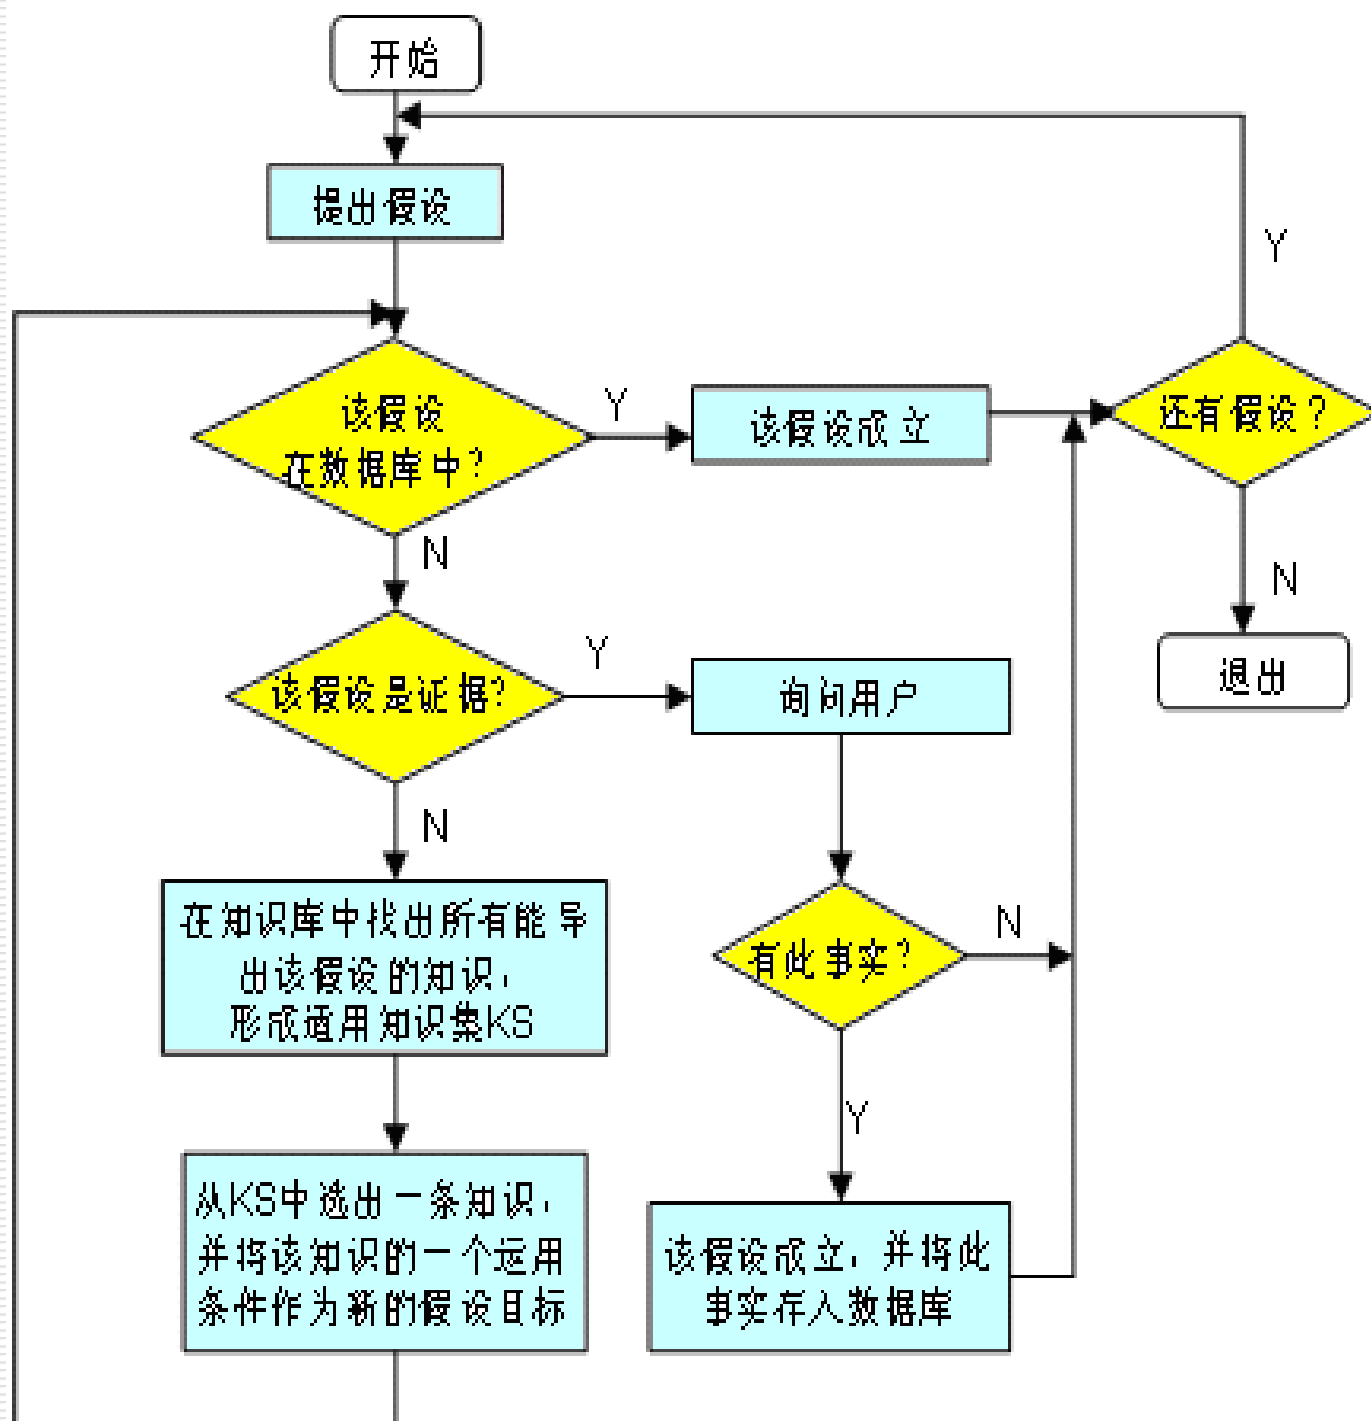 开始
提出假设
Y
该假设
在数据库中?
Y
该假设成立
还有假设?
N
N
该假设是证据?
Y
询问用户
退出
N
在知识库中找出所有能导
出该假设的知识,
形成适用知识集KS
有此事实?
N
Y
从KS中选出一条知识,
并将该知识的一个运用
条件作为新的假设目标
该假设成立, 并将此
事实存入数据库